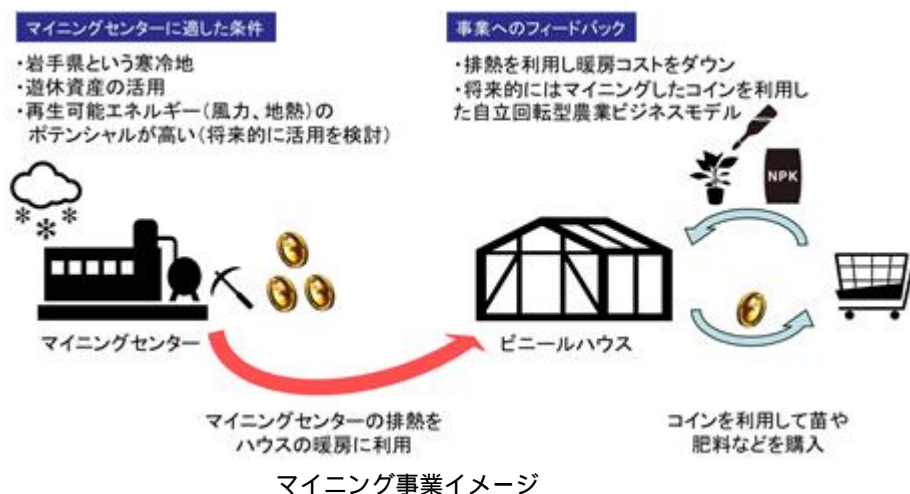 マイニングセンターに適した条件
・岩手県という寒冷地
・遊休資産の活用
・再生可能エネルギー(風力、地熱)の
ポテンシャルが高い(将来的に活用を検討)
事業へのフィードバック
・排熱を利用し暖房コストをダウン
・将来的にはマイニングしたコインを利用し
た自立回転型農業ビジネスモデル
NPK
マイニングセンター
ビニールハウス
マイニングセンターの排熱を
ハウスの暖房に利用
コインを利用して苗や
肥料などを購入
マイニング事業イメージ